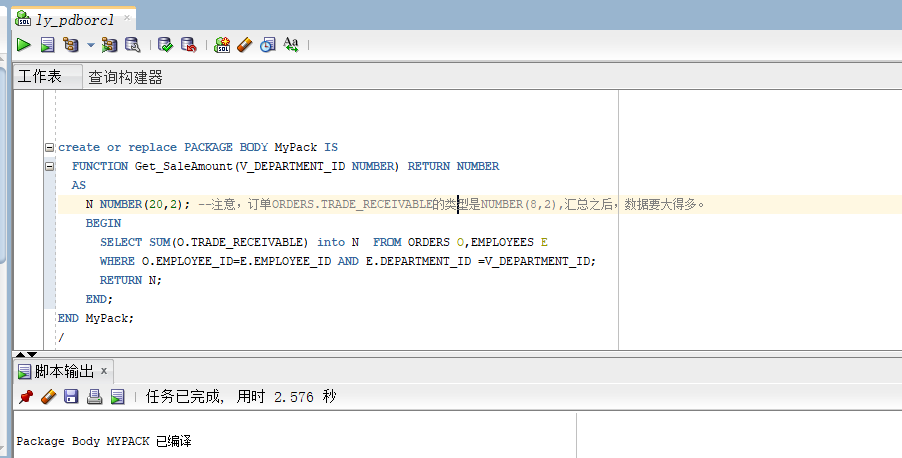 ly_pdborcl
工作表 查询构建器
create or replace PACKAGE BODY MyPack IS
FUNCTION Get_SaleAmount(V_DEPARTMENT_ID NUMBER) RETURN NUMBER
AS
N NUMBER(20,2); --注意，订单ORDERS.TRADE_RECEIVABLE的类型是NUMBER(8,2),汇总之后，数据要大得多。
BEGIN
SELECT SUM(O.TRADE_RECEIVABLE) into N  FROM ORDERS O,EMPLOYEES E
WHERE O.EMPLOYEE_ID=E.EMPLOYEE_ID AND E.DEPARTMENT_ID =V_DEPARTMENT_ID;
RETURN N;
END;
END MyPack;
/
脚本输出
任务已完成, 用时 2.576 秒
Package Body MYPACK 已编译